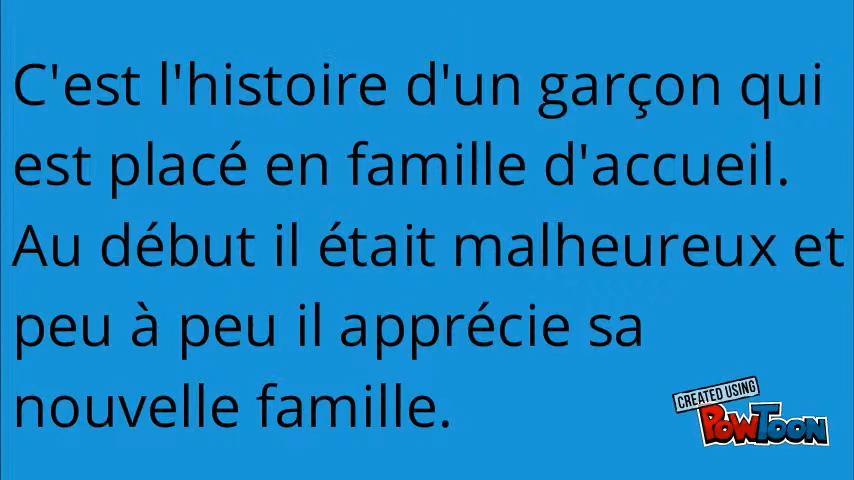 C'est l'histoire d'un garçon qui
est placé en famille d'accueil.
Au début il était malheureux et
peu à peu il apprécie sa
nouvelle famille.
CREATED USING
POWTOON